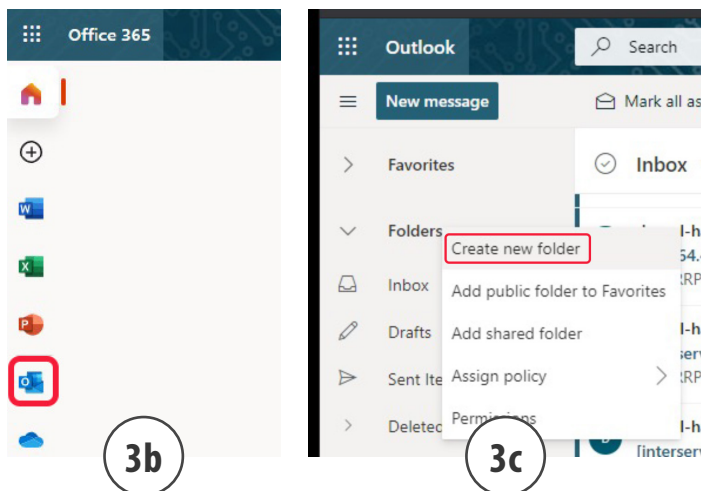 Office 365
W
X
P
O
3b
Outlook
Search
New message
Mark all as
Favorites
Inbox
Folders
Create new folder
Inbox
Add public folder to Favorites
Drafts
Add shared folder
Sent Ite
Assign policy
Deleted
Permissions
3c